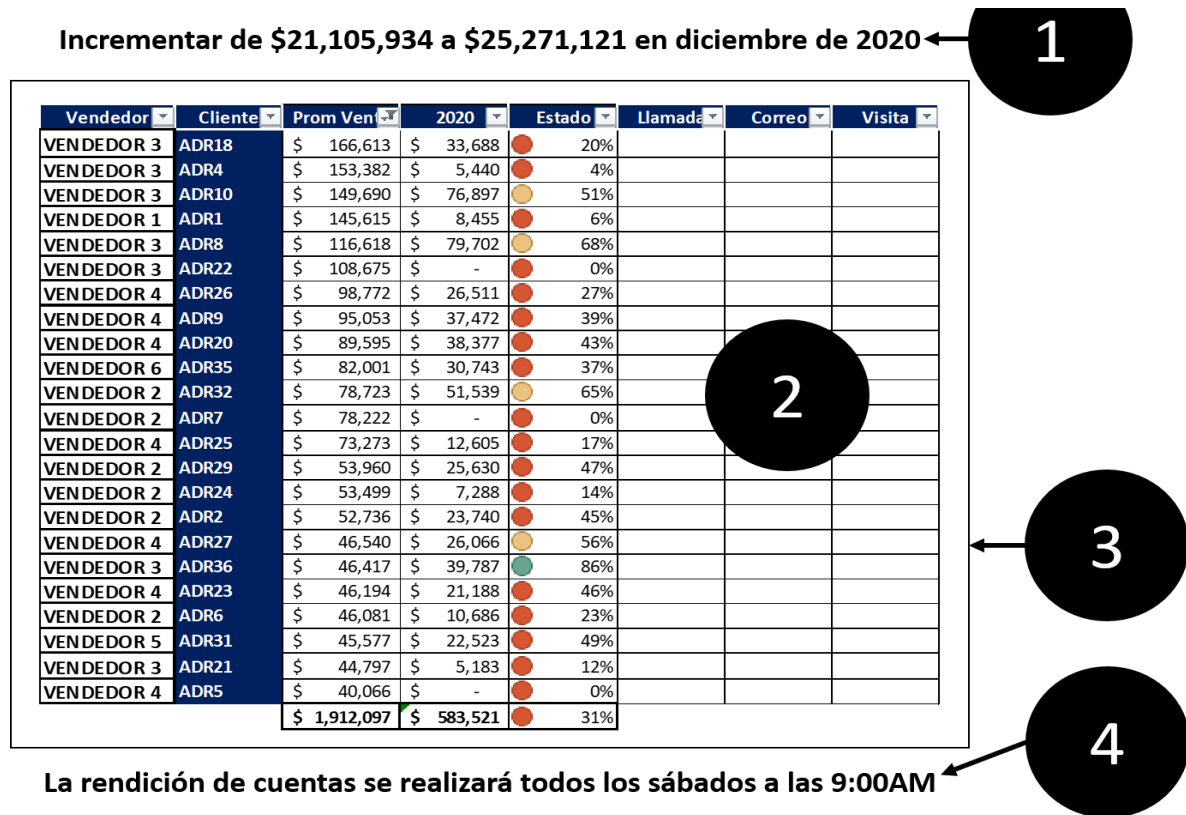 Incrementar de $21,105,934 a $25,271,121 en diciembre de 2020
1
Vendedor Cliente Prom Vent 2020 Estado Llamada Correo Visita
VENDEDOR 3 ADR18 $ 166,613 $ 33,688 20%
VENDEDOR 3 ADR4 $ 153,382 $ 5,440 4%
VENDEDOR 3 ADR10 $ 149,690 $ 76,897 51%
VENDEDOR 1 ADR1 $ 145,615 $ 8,455 6%
VENDEDOR 3 ADR8 $ 116,618 $ 79,702 68%
VENDEDOR 3 ADR22 $ 108,675 $ - 0%
VENDEDOR 4 ADR26 $ 98,772 $ 26,511 27%
VENDEDOR 4 ADR9 $ 95,053 $ 37,472 39%
VENDEDOR 4 ADR20 $ 89,595 $ 38,377 43%
VENDEDOR 6 ADR35 $ 82,001 $ 30,743 37%
VENDEDOR 2 ADR32 $ 78,723 $ 51,539 65%
2
VENDEDOR 2 ADR7 $ 78,222 $ - 0%
VENDEDOR 4 ADR25 $ 73,273 $ 12,605 17%
VENDEDOR 2 ADR29 $ 53,960 $ 25,630 47%
VENDEDOR 2 ADR24 $ 53,499 $ 7,288 14%
VENDEDOR 2 ADR2 $ 52,736 $ 23,740 45%
VENDEDOR 4 ADR27 $ 46,540 $ 26,066 56%
3
VENDEDOR 3 ADR36 $ 46,417 $ 39,787 86%
VENDEDOR 4 ADR23 $ 46,194 $ 21,188 46%
VENDEDOR 2 ADR6 $ 46,081 $ 10,686 23%
VENDEDOR 5 ADR31 $ 45,577 $ 22,523 49%
VENDEDOR 3 ADR21 $ 44,797 $ 5,183 12%
VENDEDOR 4 ADR5 $ 40,066 $ - 0%
$ 1,912,097 $ 583,521 31%
4
La rendición de cuentas se realizará todos los sábados a las 9:00AM